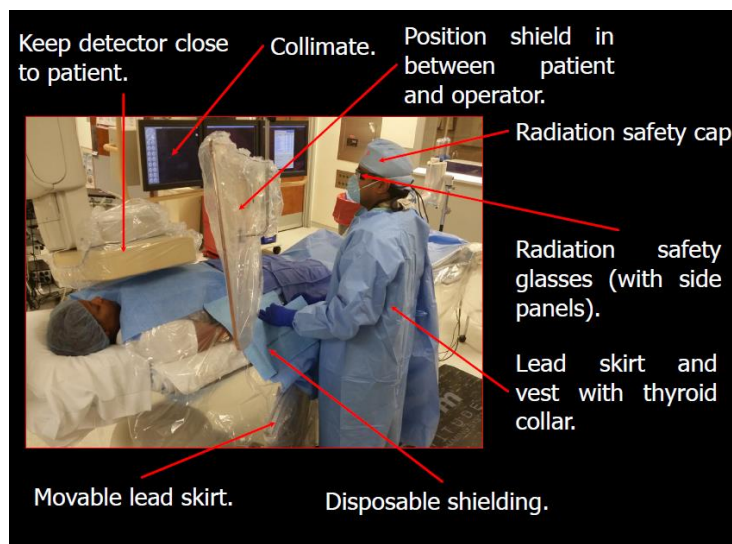 Keep detector close
to patient.
Collimate.
Position shield in
between patient
and operator.
Radiation safety cap
Radiation safety
glasses (with side
panels).
Lead skirt and
vest with thyroid
collar.
Movable lead skirt.
Disposable shielding.